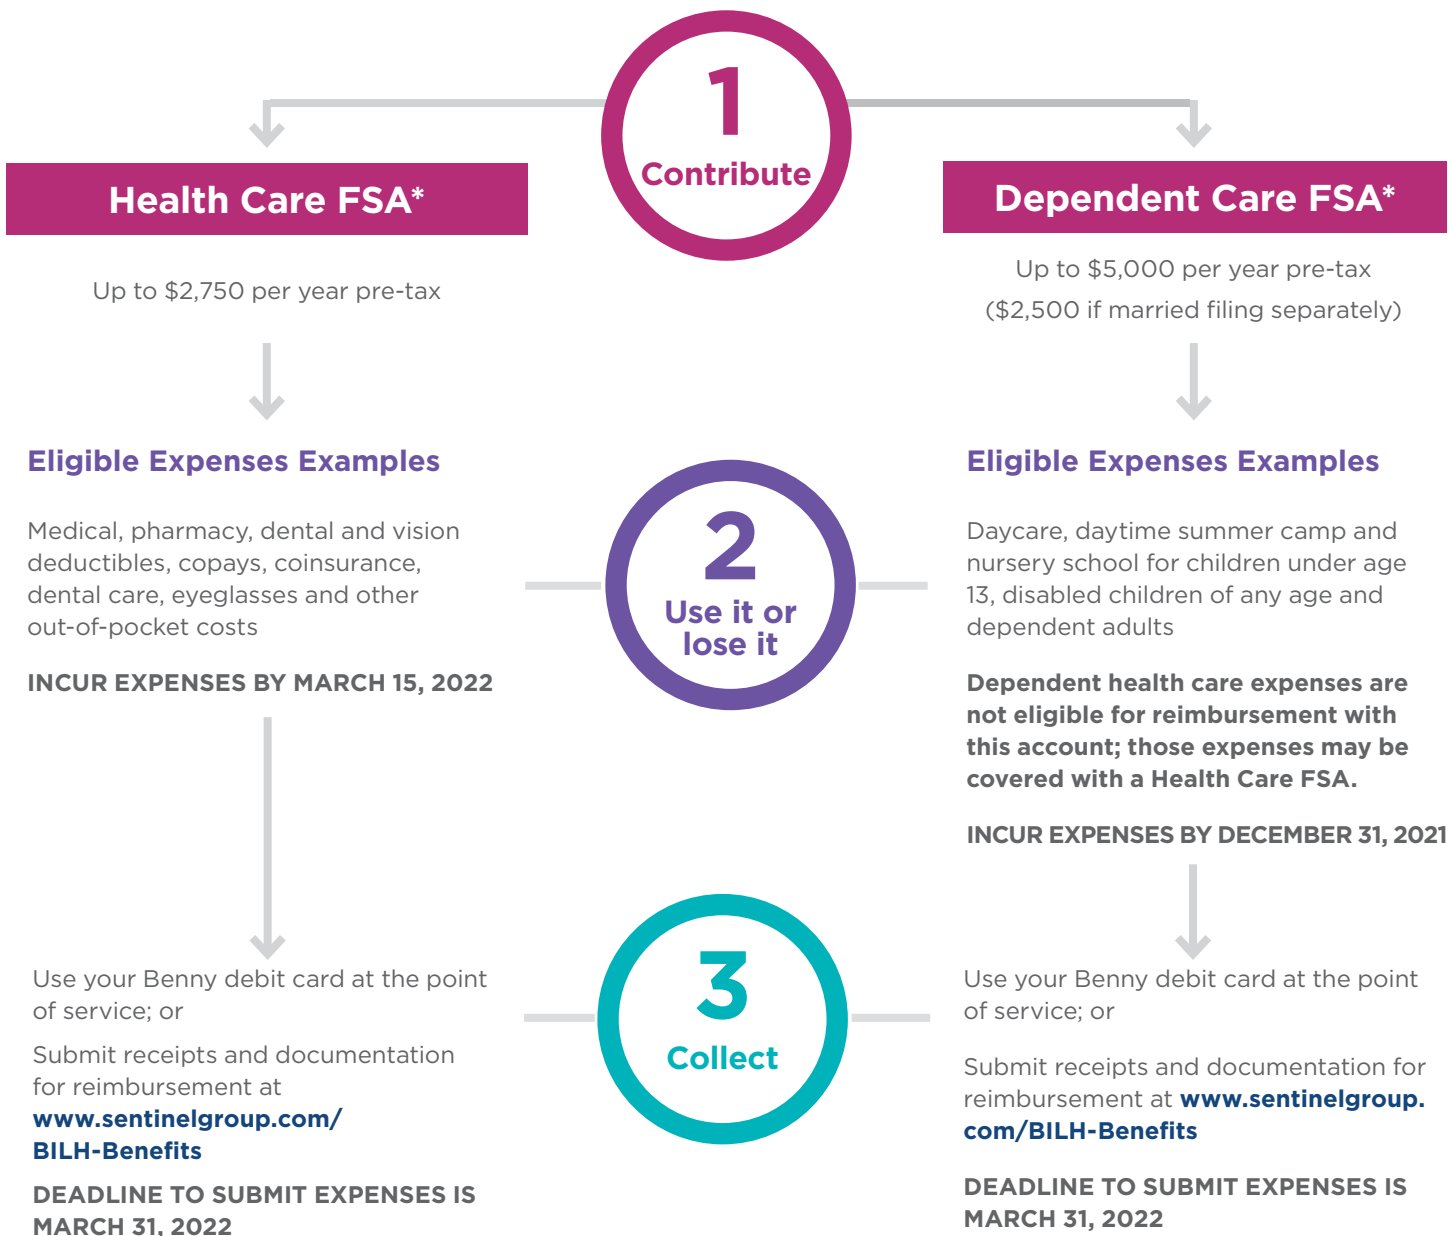 1
Contribute
Health Care FSA*
Up to $2,750 per year pre-tax
Dependent Care FSA*
Up to $5,000 per year pre-tax
($2,500 if married filing separately)
Eligible Expenses Examples
Medical, pharmacy, dental and vision
deductibles, copays, coinsurance,
dental care, eyeglasses and other
out-of-pocket costs
INCUR EXPENSES BY MARCH 15, 2022
2
Use it or
lose it
Eligible Expenses Examples
Daycare, daytime summer camp and
nursery school for children under age
13, disabled children of any age and
dependent adults
Dependent health care expenses are
not eligible for reimbursement with
this account; those expenses may be
covered with a Health Care FSA.
INCUR EXPENSES BY DECEMBER 31, 2021
Use your Benny debit card at the point
of service; or
Submit receipts and documentation
for reimbursement at
www.sentinelgroup.com/
BILH-Benefits
DEADLINE TO SUBMIT EXPENSES IS
MARCH 31, 2022
3
Collect
Use your Benny debit card at the point
of service; or
Submit receipts and documentation for
reimbursement at www.sentinelgroup.
com/BILH-Benefits
DEADLINE TO SUBMIT EXPENSES IS
MARCH 31, 2022